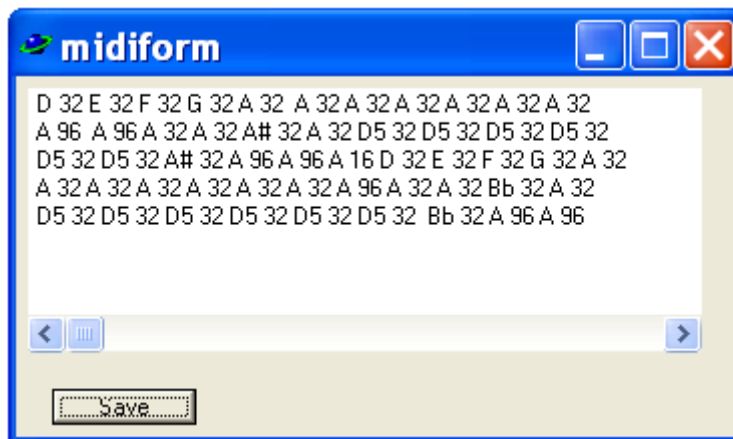 midiform
D 32 E 32 F 32 G 32 A 32  A 32 A 32 A 32 A 32 A 32 A 32
A 96  A 96 A 32 A 32 A# 32 A 32 D5 32 D5 32 D5 32 D5 32
D5 32 D5 32 A# 32 A 96 A 96 A 16 D 32 E 32 F 32 G 32 A 32
A 32 A 32 A 32 A 32 A 32 A 32 A 96 A 32 A 32 Bb 32 A 32
D5 32 D5 32 D5 32 D5 32 D5 32 D5 32  Bb 32 A 96 A 96
Save